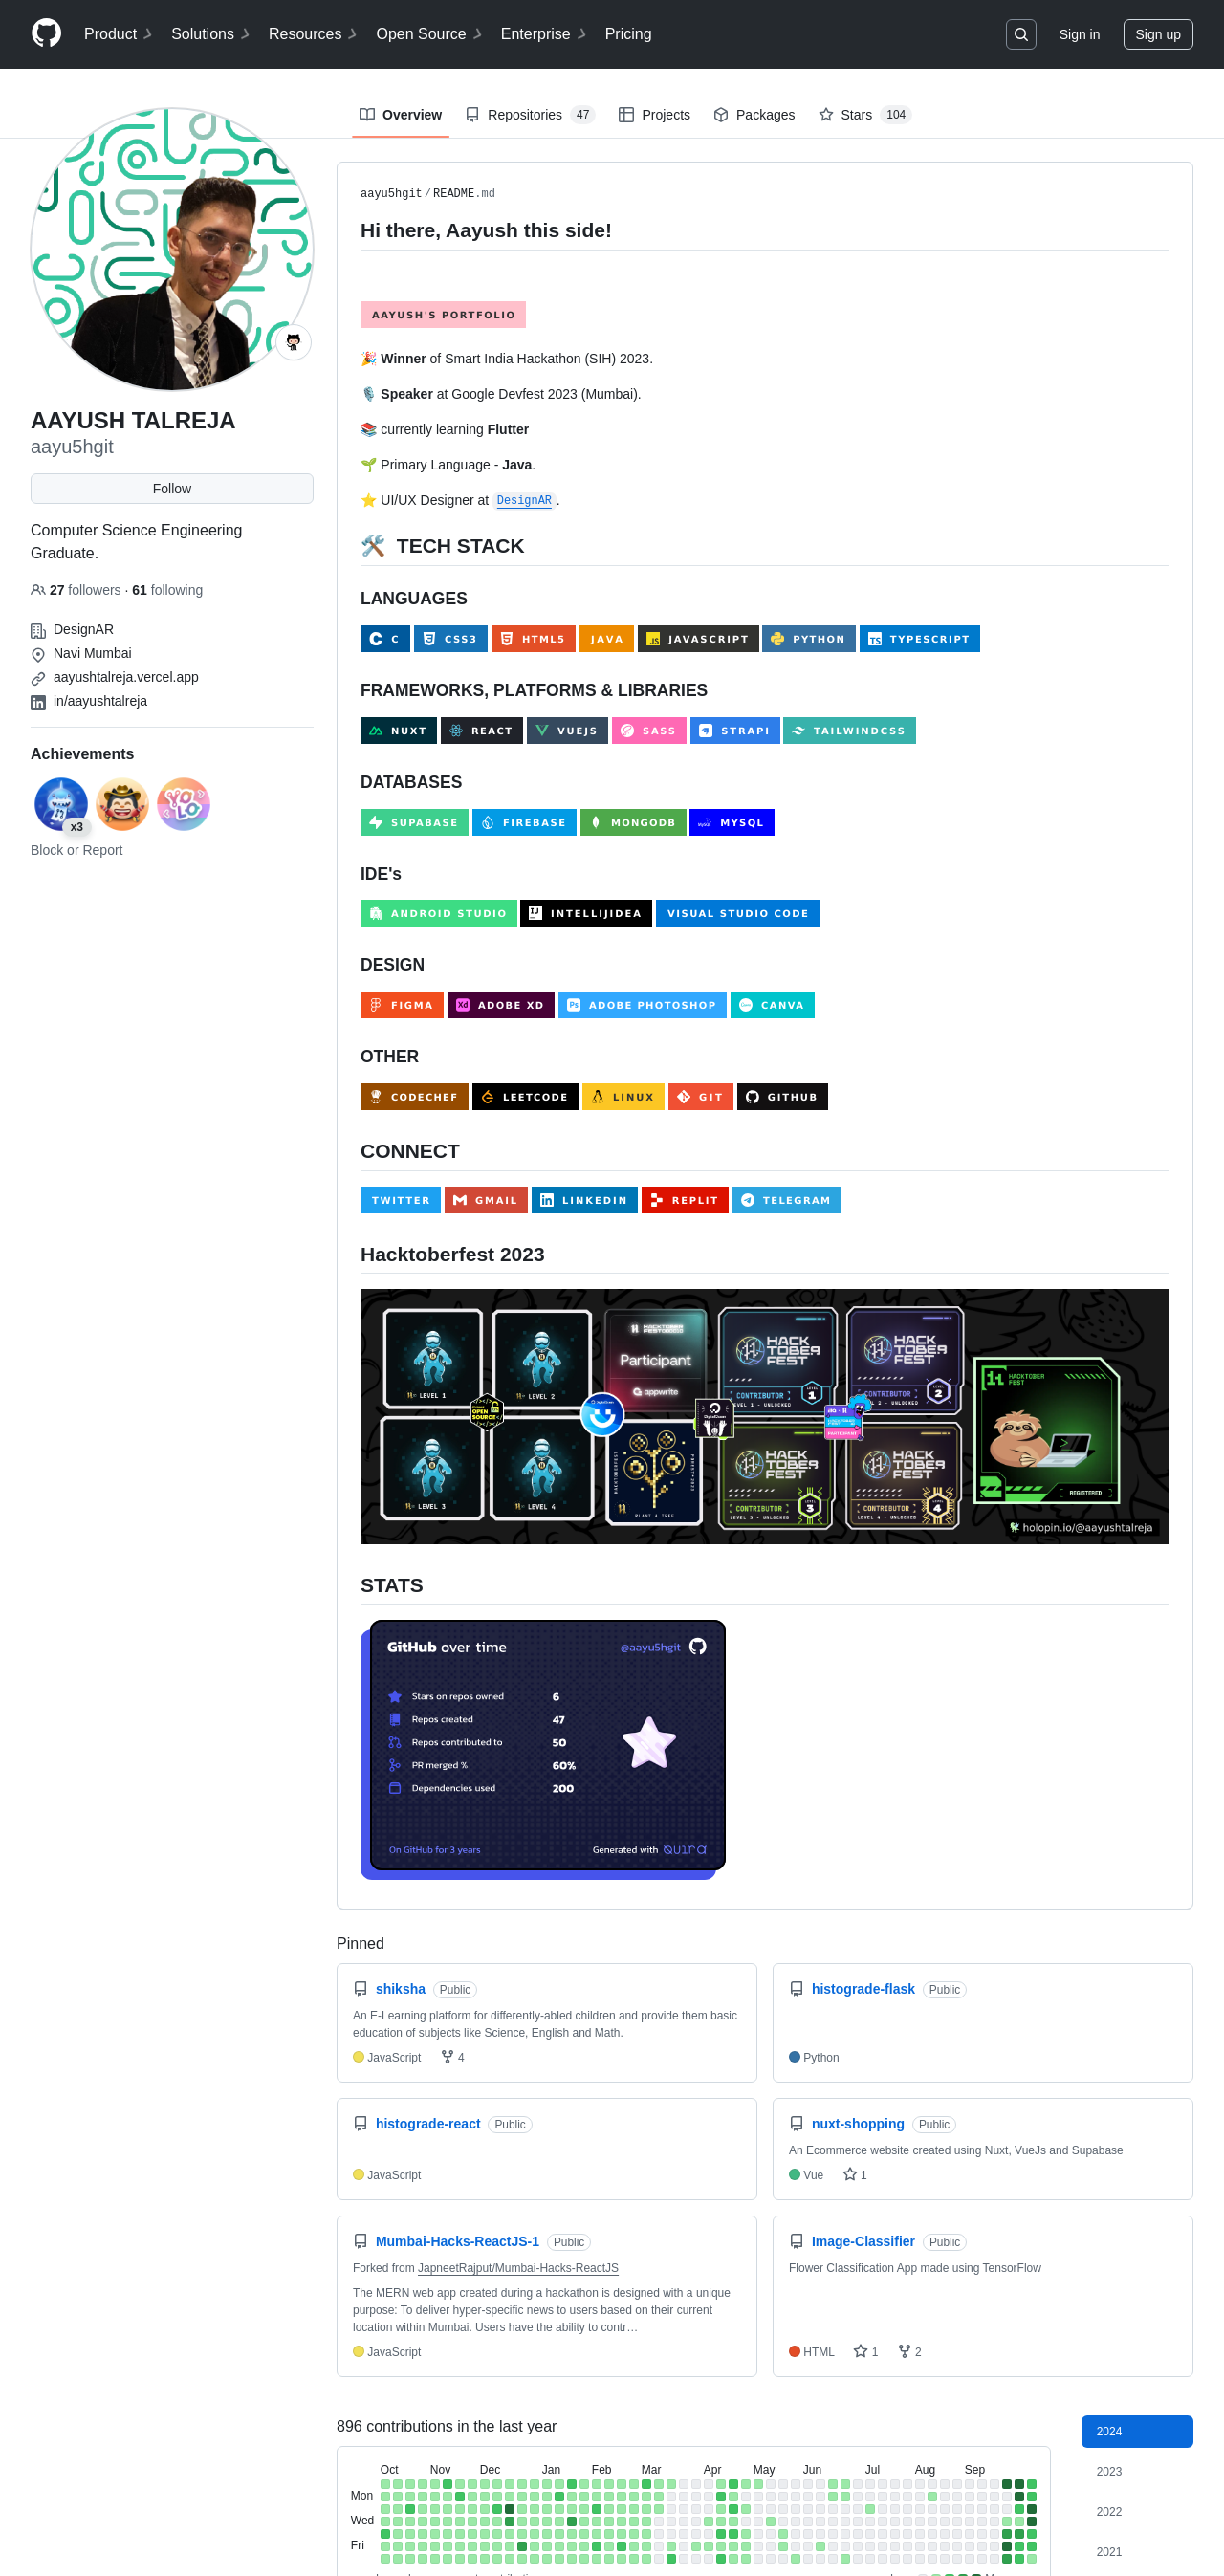 Product Solutions Resources Open Source Enterprise Pricing Sign in Sign up
Overview Repositories 47 Projects Packages Stars 104
AAYUSH TALREJA
aayu5hgit
Follow
Computer Science Engineering
Graduate.
27 followers · 61 following
DesignAR
Navi Mumbai
aayushtalreja.vercel.app
in/aayushtalreja
Achievements
YOLO
x3
Block or Report
aayu5hgit/README.md
Hi there, Aayush this side!
AAYUSH'S PORTFOLIO
🎉 Winner of Smart India Hackathon (SIH) 2023.
🎙️ Speaker at Google Devfest 2023 (Mumbai).
📚 currently learning Flutter
🌱 Primary Language - Java.
⭐ UI/UX Designer at DesignAR.
🛠️ TECH STACK
LANGUAGES
C CSS3 HTML5 JAVA JAVASCRIPT PYTHON TYPESCRIPT
FRAMEWORKS, PLATFORMS & LIBRARIES
NUXT REACT VUEJS SASS STRAPI TAILWINDCSS
DATABASES
SUPABASE FIREBASE MONGODB MYSQL
IDE's
ANDROID STUDIO INTELLIJIDEA VISUAL STUDIO CODE
DESIGN
FIGMA ADOBE XD ADOBE PHOTOSHOP CANVA
OTHER
CODECHEF LEETCODE LINUX GIT GITHUB
CONNECT
TWITTER GMAIL LINKEDIN REPLIT TELEGRAM
Hacktoberfest 2023
LEVEL 1
LEVEL 2
HACKTOBER
Participant
appwrite
HACK TOBER FEST
CONTRIBUTOR 1
HACK TOBER FEST
CONTRIBUTOR 2
OPEN SOURCE
LEVEL 3
LEVEL 4
PLANT A TREE
HACK TOBER FEST
CONTRIBUTOR 3
HACK TOBER FEST
CONTRIBUTOR 4
HACKTOBER
FEST
REGISTERED
holopin.io/@aayushtalreja
STATS
GitHub over time @aayu5hgit
Stars on repos owned 6
Repos created 47
Repos contributed to 50
PR merged % 60%
Dependencies used 200
On GitHub for 3 years Generated with quira
Pinned
shiksha Public
An E-Learning platform for differently-abled children and provide them basic
education of subjects like Science, English and Math.
JavaScript 4
histograde-flask Public
Python
histograde-react Public
JavaScript
nuxt-shopping Public
An Ecommerce website created using Nuxt, VueJs and Supabase
Vue 1
Mumbai-Hacks-ReactJS-1 Public
Forked from JapneetRajput/Mumbai-Hacks-ReactJS
The MERN web app created during a hackathon is designed with a unique
purpose: To deliver hyper-specific news to users based on their current
location within Mumbai. Users have the ability to contr…
JavaScript
Image-Classifier Public
Flower Classification App made using TensorFlow
HTML 1 2
896 contributions in the last year
Oct Nov Dec Jan Feb Mar Apr May Jun Jul Aug Sep
Mon
Wed
Fri
2024
2023
2022
2021